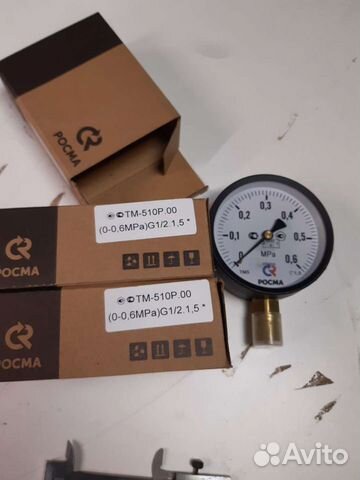 РОСМА
ТМ-510Р.00
(0-0,6MPa)G1/2.1,5 *
РОСМА
ТМ-510Р.00
(0-0,6MPa)G1/2.1,5 *
РОСМА
0 0,1 0,2 0,3 0,4 0,5 0,6
MPa
РОСМА
Avito